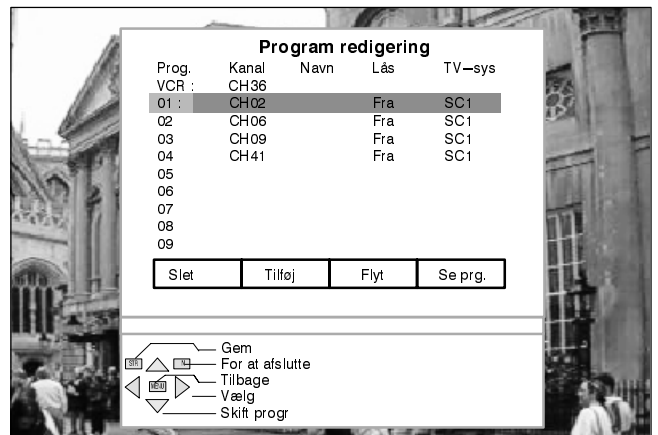 Program redigering
Prog. Kanal Navn Lås TV–sys
VCR : CH36
01 : CH02 Fra SC1
02 CH06 Fra SC1
03 CH09 Fra SC1
04 CH41 Fra SC1
05
06
07
08
09
Slet Tilføj Flyt Se prg.
Gem
STR N For at afslutte
MENU Tilbage
Vælg
Skift progr